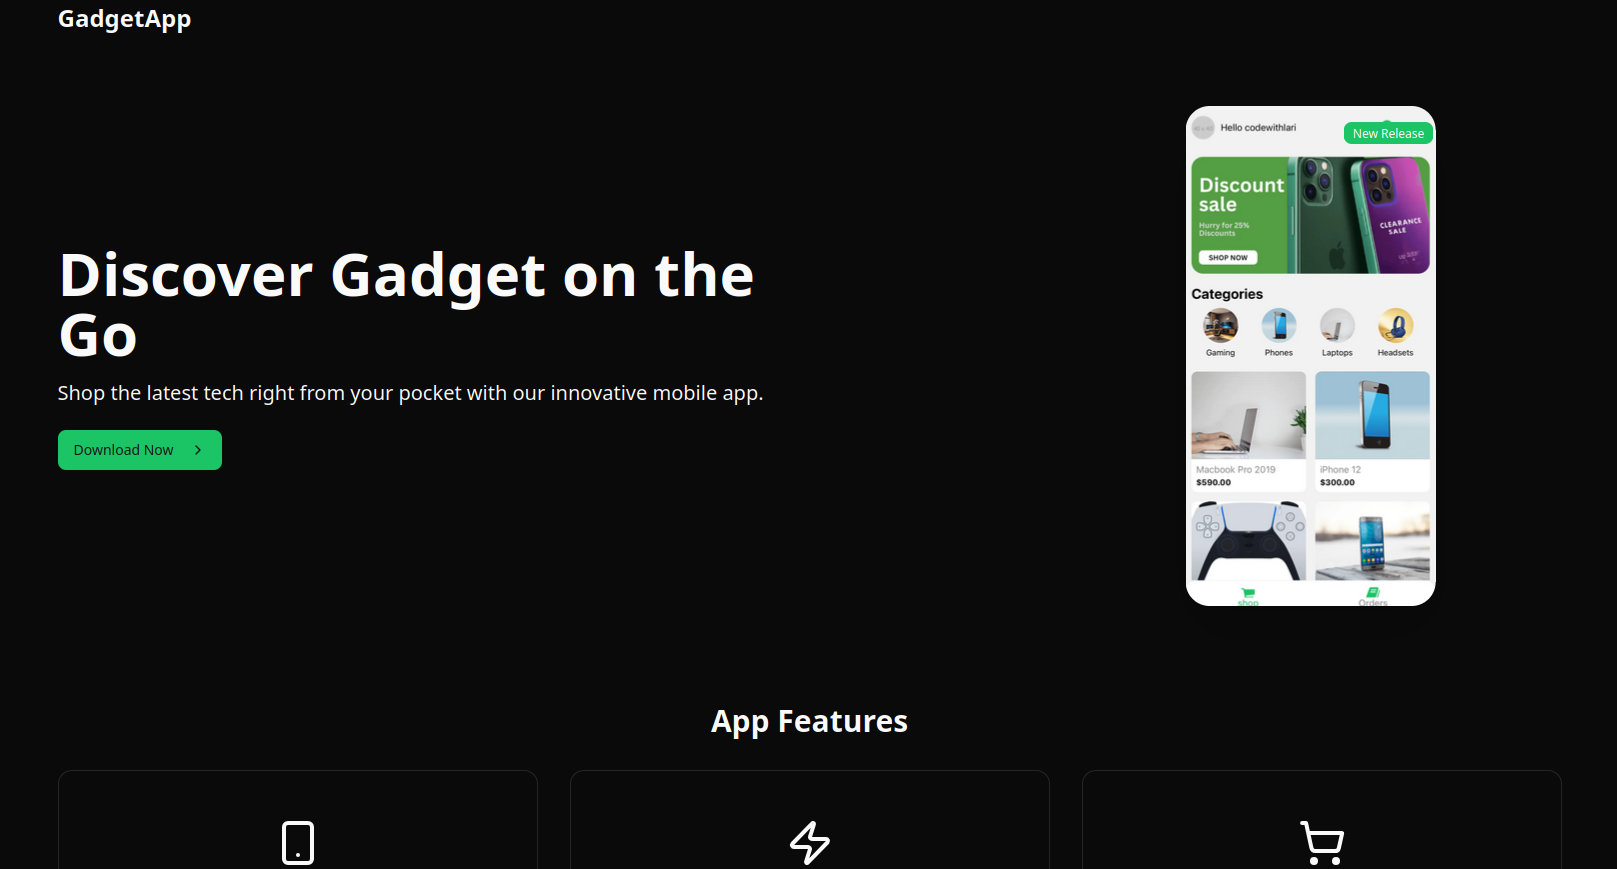 GadgetApp
Discover Gadget on the
Go
Shop the latest tech right from your pocket with our innovative mobile app.
Download Now
Hello codewithlari
New Release
Discount
sale
Hurry for 25%
Discounts
SHOP NOW
CLEARANCE
SALE
Categories
Gaming
Phones
Laptops
Headsets
Macbook Pro 2019
$590.00
iPhone 12
$300.00
shop
Orders
App Features